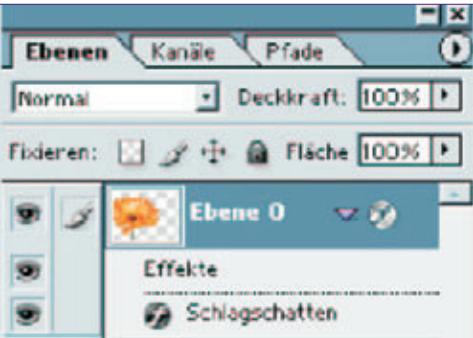 Ebenen Kanäle Pfade
Normal Deckkraft: 100%
Fixieren: Fläche 100%
Ebene 0
Effekte
Schlagschatten